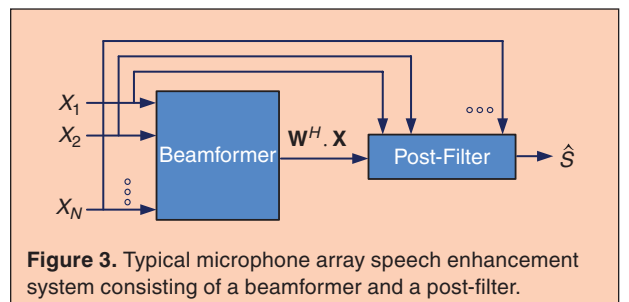 X1
X2
XN
Beamformer
W^H . X
Post-Filter
Ŝ
Figure 3. Typical microphone array speech enhancement
system consisting of a beamformer and a post-filter.